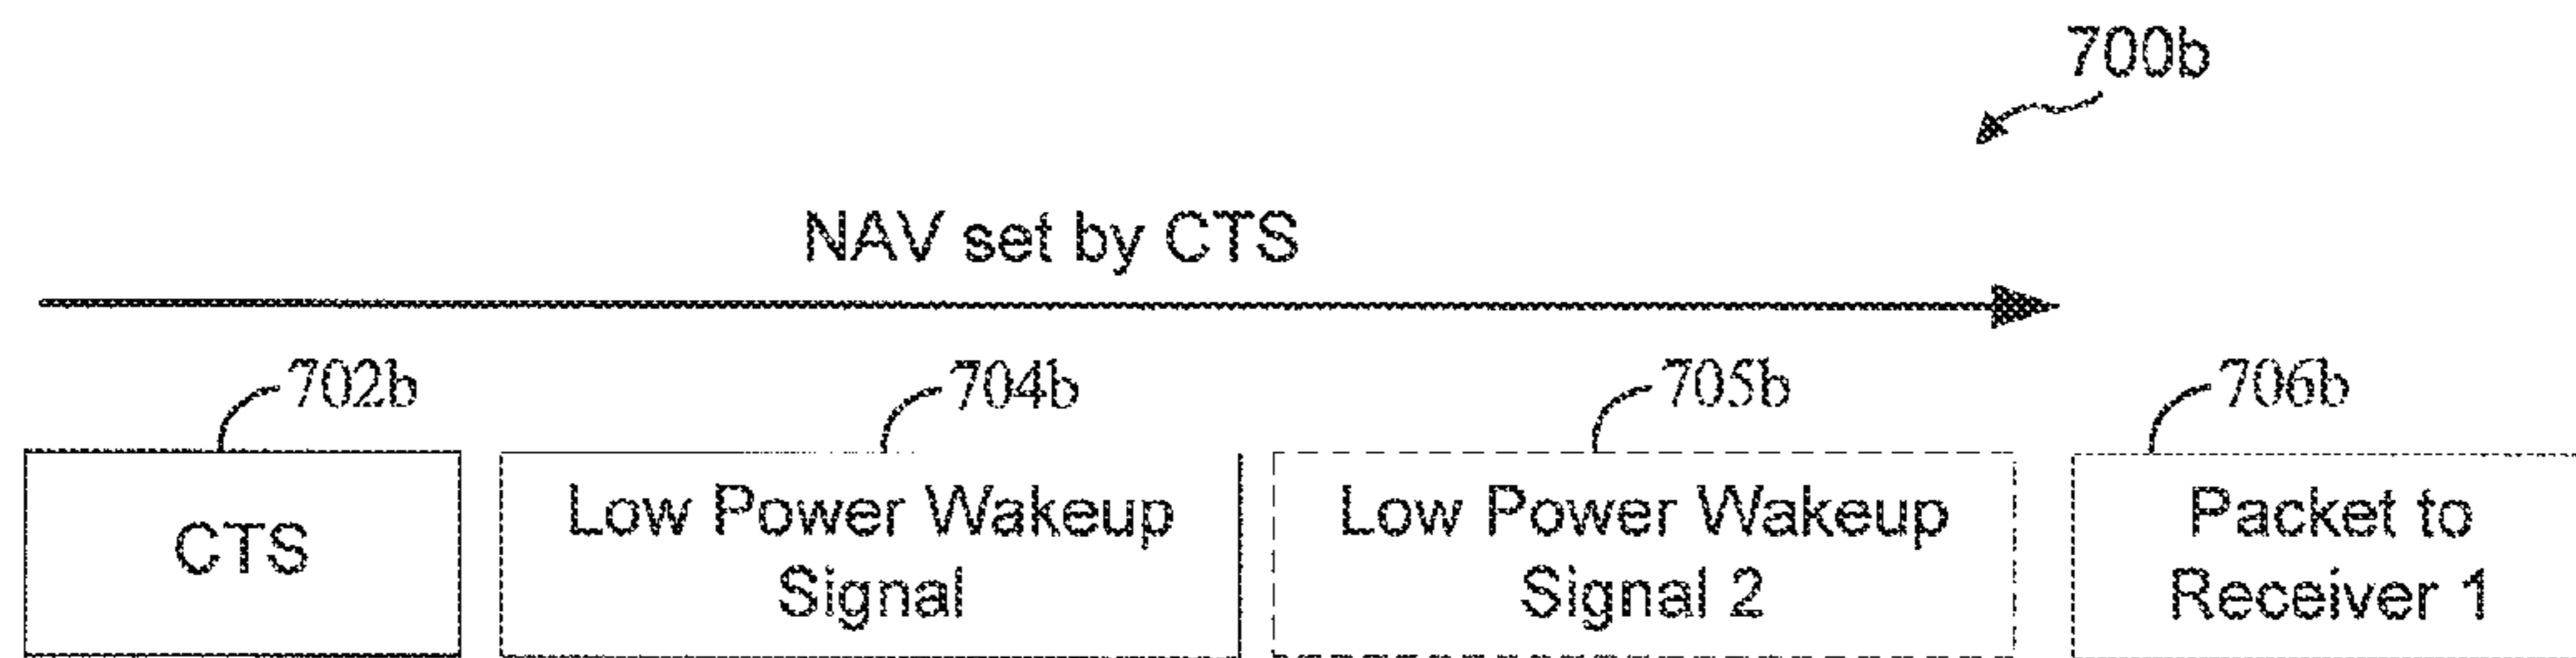 700b
NAV set by CTS
702b
704b
705b
706b
CTS
Low Power Wakeup
Signal
Low Power Wakeup
Signal 2
Packet to
Receiver 1